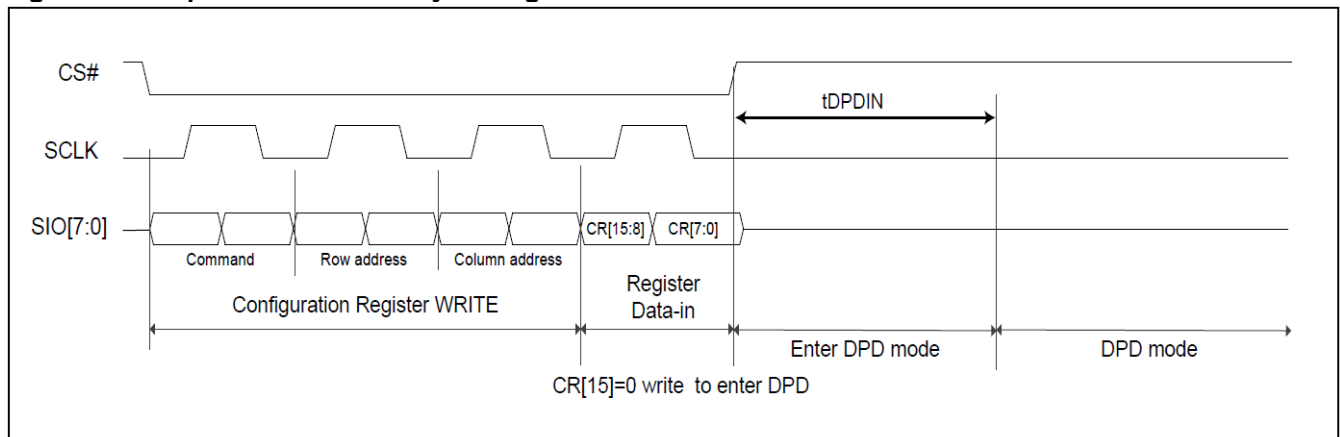 CS#
tDPDIN
SCLK
SIO[7:0]
CR[15:8] CR[7:0]
Command Row address Column address
Configuration Register WRITE
Register
Data-in
Enter DPD mode DPD mode
CR[15]=0 write to enter DPD